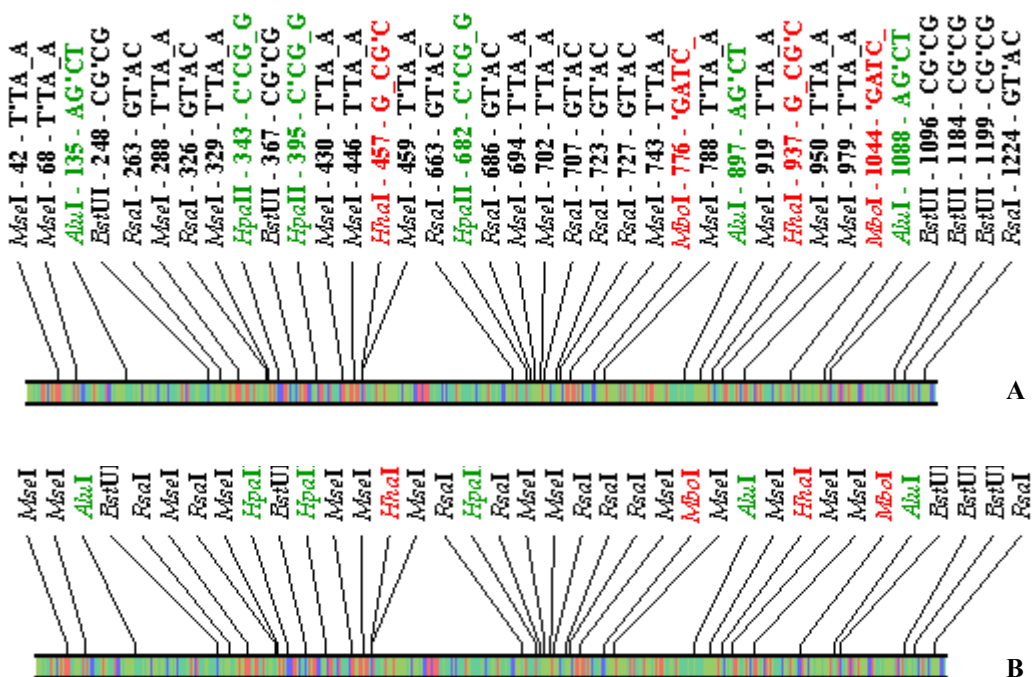 MseI - 42 - T'TA_A
MseI - 68 - T'TA_A
AluI - 135 - AG'CT
BstUI - 248 - CG'CG
RsaI - 263 - GT'AC
MseI - 288 - T'TA_A
RsaI - 326 - GT'AC
MseI - 329 - T'TA_A
HpaII - 343 - C'CG_G
BstUI - 367 - CG'CG
HpaII - 395 - C'CG_G
MseI - 430 - T'TA_A
MseI - 446 - T'TA_A
HhaI - 457 - G_CG'C
MseI - 459 - T'TA_A
RsaI - 663 - GT'AC
HpaII - 682 - C'CG_G
RsaI - 686 - GT'AC
MseI - 694 - T'TA_A
MseI - 702 - T'TA_A
RsaI - 707 - GT'AC
RsaI - 723 - GT'AC
RsaI - 727 - GT'AC
MseI - 743 - T'TA_A
MboI - 776 - 'GATC_
MseI - 788 - T'TA_A
AluI - 897 - AG'CT
MseI - 919 - T'TA_A
HhaI - 937 - G_CG'C
MseI - 950 - T'TA_A
MseI - 979 - T'TA_A
MboI - 1044 - 'GATC_
AluI - 1088 - AG'CT
BstUI - 1096 - CG'CG
BstUI - 1184 - CG'CG
BstUI - 1199 - CG'CG
RsaI - 1224 - GT'AC
A
MseI
MseI
AluI
BstUI
RsaI
MseI
RsaI
MseI
HpaI
BstUI
HpaI
MseI
MseI
HhaI
MseI
RsaI
HpaI
RsaI
MseI
MseI
RsaI
RsaI
RsaI
MseI
MboI
MseI
AluI
MseI
HhaI
MseI
MseI
MboI
AluI
BstUI
BstUI
BstUI
RsaI
B